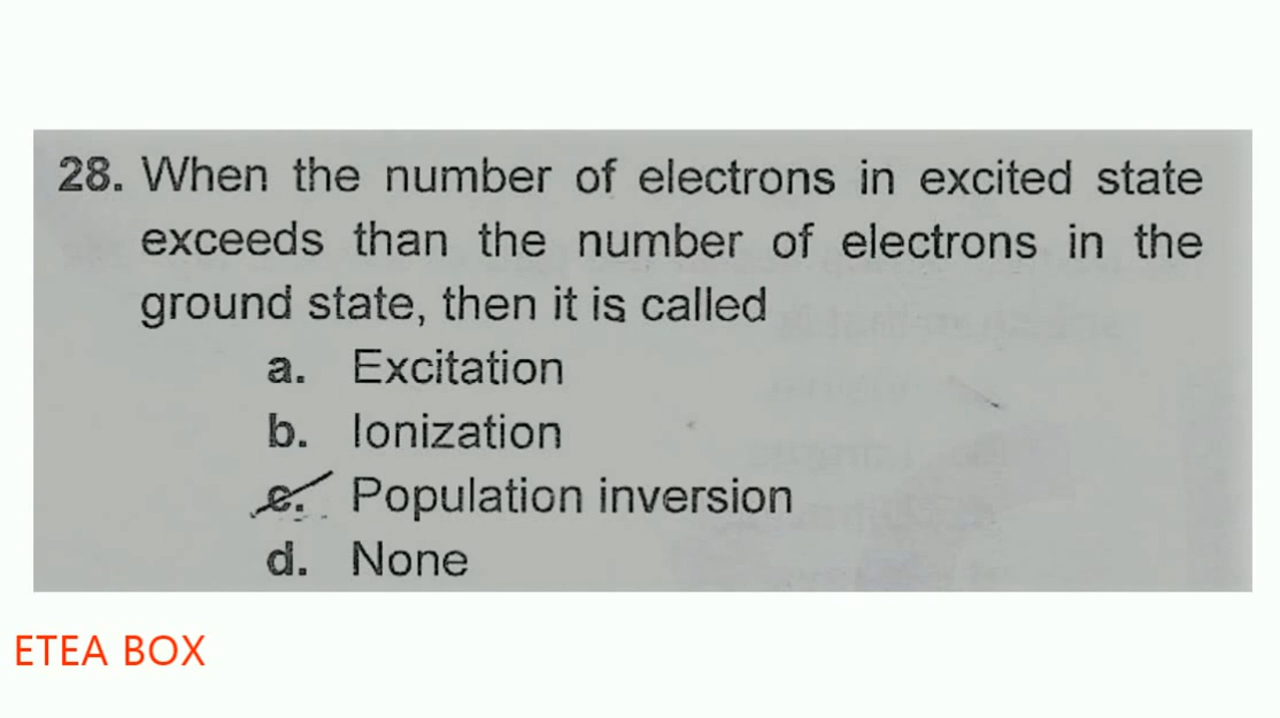 28. When the number of electrons in excited state
exceeds than the number of electrons in the
ground state, then it is called
a. Excitation
b. Ionization
c. Population inversion
d. None
ETEA BOX